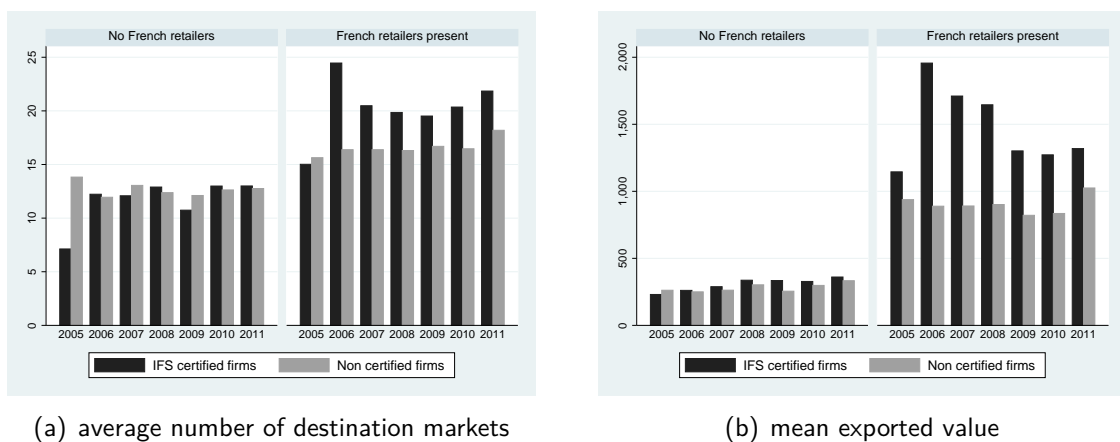 No French retailers
French retailers present
25
20
15
10
5
0
2005 2006 2007 2008 2009 2010 2011
2005 2006 2007 2008 2009 2010 2011
IFS certified firms
Non certified firms
(a) average number of destination markets
No French retailers
French retailers present
2,000
1,500
1,000
500
0
2005 2006 2007 2008 2009 2010 2011
2005 2006 2007 2008 2009 2010 2011
IFS certified firms
Non certified firms
(b) mean exported value